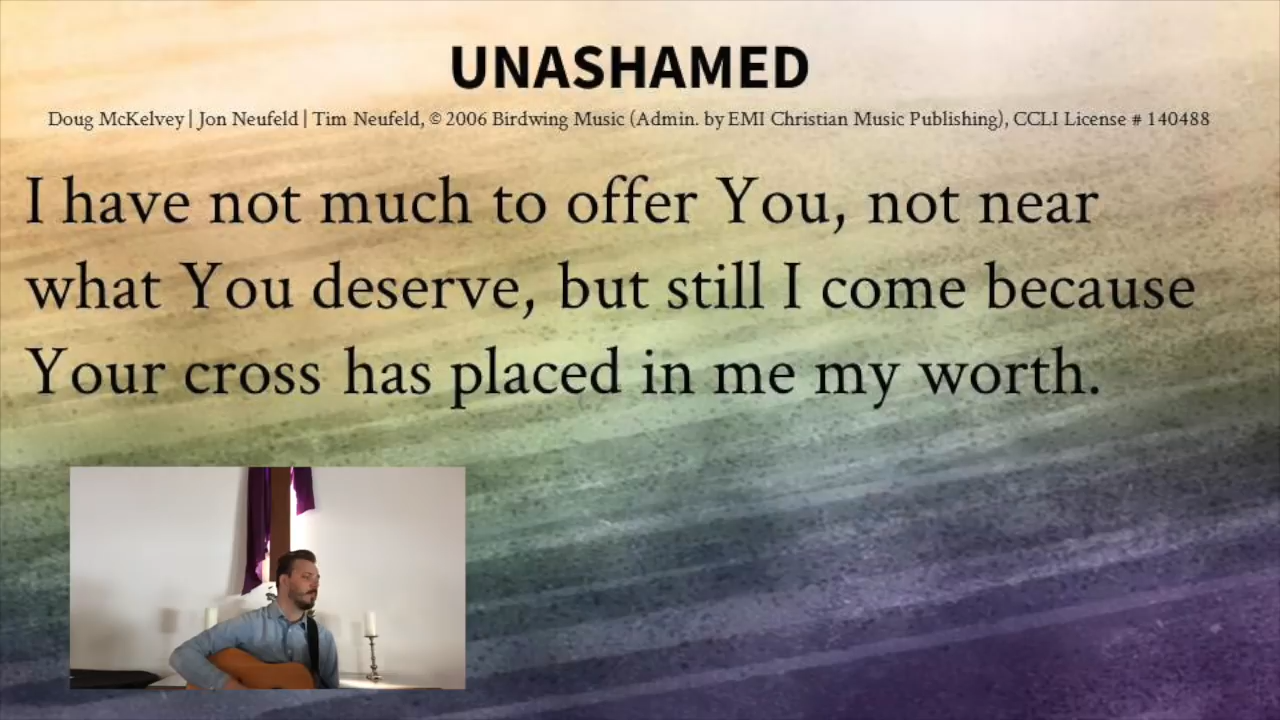 UNASHAMED
Doug McKelvey | Jon Neufeld | Tim Neufeld, © 2006 Birdwing Music (Admin. by EMI Christian Music Publishing), CCLI License # 140488
I have not much to offer You, not near
what You deserve, but still I come because
Your cross has placed in me my worth.